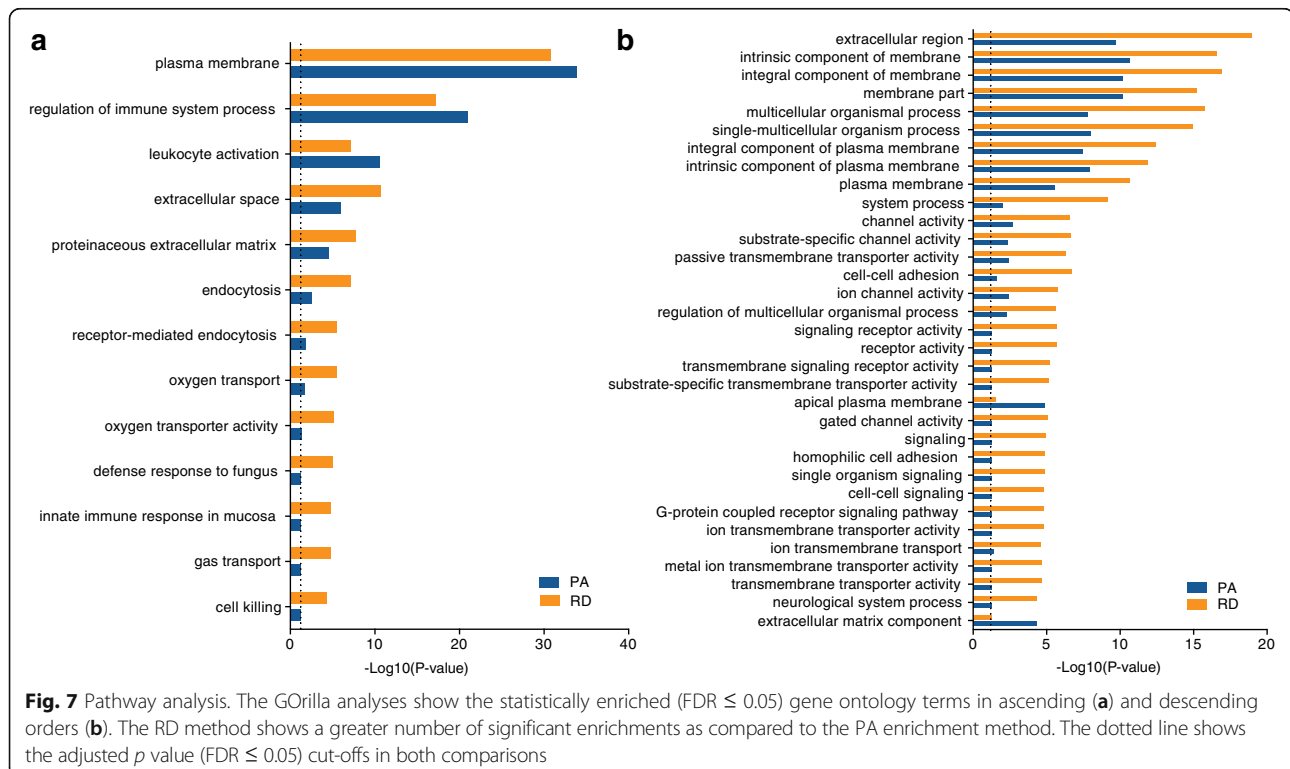 a
plasma membrane
regulation of immune system process
leukocyte activation
extracellular space
proteinaceous extracellular matrix
endocytosis
receptor-mediated endocytosis
oxygen transport
oxygen transporter activity
defense response to fungus
innate immune response in mucosa
gas transport
cell killing
PA
RD
0 10 20 30 40
-Log10(P-value)
b
extracellular region
intrinsic component of membrane
integral component of membrane
membrane part
multicellular organismal process
single-multicellular organism process
integral component of plasma membrane
intrinsic component of plasma membrane
plasma membrane
system process
channel activity
substrate-specific channel activity
passive transmembrane transporter activity
cell-cell adhesion
ion channel activity
regulation of multicellular organismal process
signaling receptor activity
receptor activity
transmembrane signaling receptor activity
substrate-specific transmembrane transporter activity
apical plasma membrane
gated channel activity
signaling
homophilic cell adhesion
single organism signaling
cell-cell signaling
G-protein coupled receptor signaling pathway
ion transmembrane transporter activity
ion transmembrane transport
metal ion transmembrane transporter activity
transmembrane transporter activity
neurological system process
extracellular matrix component
PA
RD
0 5 10 15 20
-Log10(P-value)
Fig. 7 Pathway analysis. The GOrilla analyses show the statistically enriched (FDR ≤ 0.05) gene ontology terms in ascending (a) and descending
orders (b). The RD method shows a greater number of significant enrichments as compared to the PA enrichment method. The dotted line shows
the adjusted p value (FDR ≤ 0.05) cut-offs in both comparisons